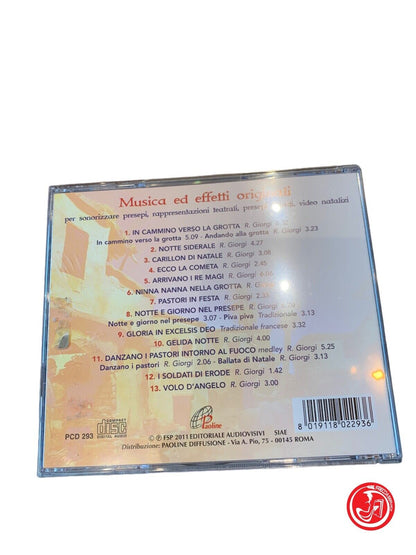 Musica ed effetti
per sonorizzare presepi, rappresentazioni teatrali, video natalizi
1. IN CAMMINO VERSO LA GROTTA R. Giorgi
In cammino verso la grotta 5.09 - Andando alla grotta R. Giorgi 3.23
2. NOTTE SIDERALE R. Giorgi 4.27
3. CARILLON DI NATALE R. Giorgi 3.08
4. ECCO LA COMETA R. Giorgi 2.45
5. ARRIVANO I RE MAGI R. Giorgi
6. NINNA NANNA NELLA GROTTA R. Giorgi
7. PASTORI IN FESTA R. Giorgi
8. NOTTE E GIORNO NEL PRESEPE R. Giorgi
Notte e giorno nel presepe 3.07 - Piva piva Tradizionale 3.13
9. GLORIA IN EXCELSIS DEO Tradizionale francese 3.32
10. GELIDA NOTTE R. Giorgi 4.00
11. DANZANO I PASTORI INTORNO AL FUOCO medley R. Giorgi 5.25
Danzano i pastori R. Giorgi 2.06 - Ballata di Natale R. Giorgi 3.13
12. I SOLDATI DI ERODE R. Giorgi 1.42
13. VOLO D'ANGELO R. Giorgi 3.00
PCD 293
COMPACT
DISC
DIGITAL AUDIO
Paoline
© ℗ FSP 2011 EDITORIALE AUDIOVISIVI SIAE
Distribuzione: PAOLINE DIFFUSIONE - Via A. Pio, 75 - 00145 ROMA
8 019118 022936